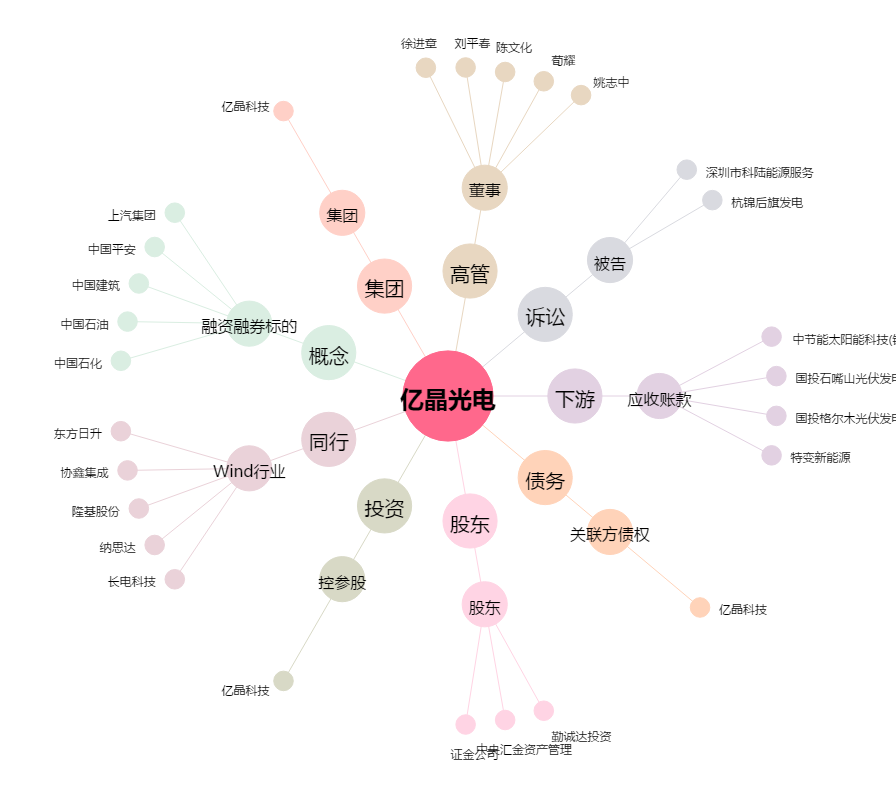 徐进章
刘平春
陈文化
荀耀
姚志中
亿晶科技
董事
集团
上汽集团
中国平安
中国建筑
中国石油
中国石化
融资融券标的
概念
集团
高管
诉讼
被告
深圳市科陆能源服务
杭锦后旗发电
亿晶光电
下游
应收账款
中节能太阳能科技(
国投石嘴山光伏发电
国投格尔木光伏发电
特变新能源
东方日升
协鑫集成
隆基股份
纳思达
长电科技
Wind行业
同行
投资
控参股
亿晶科技
股东
股东
债务
关联方债权
亿晶科技
证金公司
中央汇金资产管理
勤诚达投资